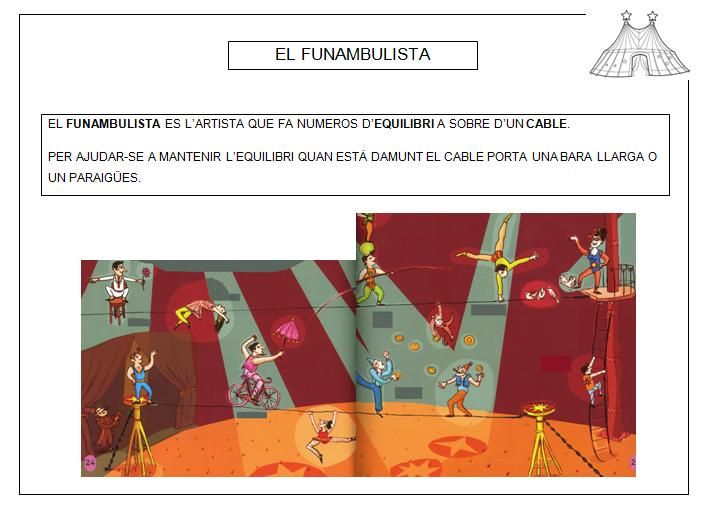 EL FUNAMBULISTA
EL FUNAMBULISTA ES L'ARTISTA QUE FA NUMEROS D'EQUILIBRI A SOBRE D'UN CABLE.
PER AJUDAR-SE A MANTENIR L'EQUILIBRI QUAN ESTÀ DAMUNT EL CABLE PORTA UNA BARA LLARGA O
UN PARAIGÜES.
24
2